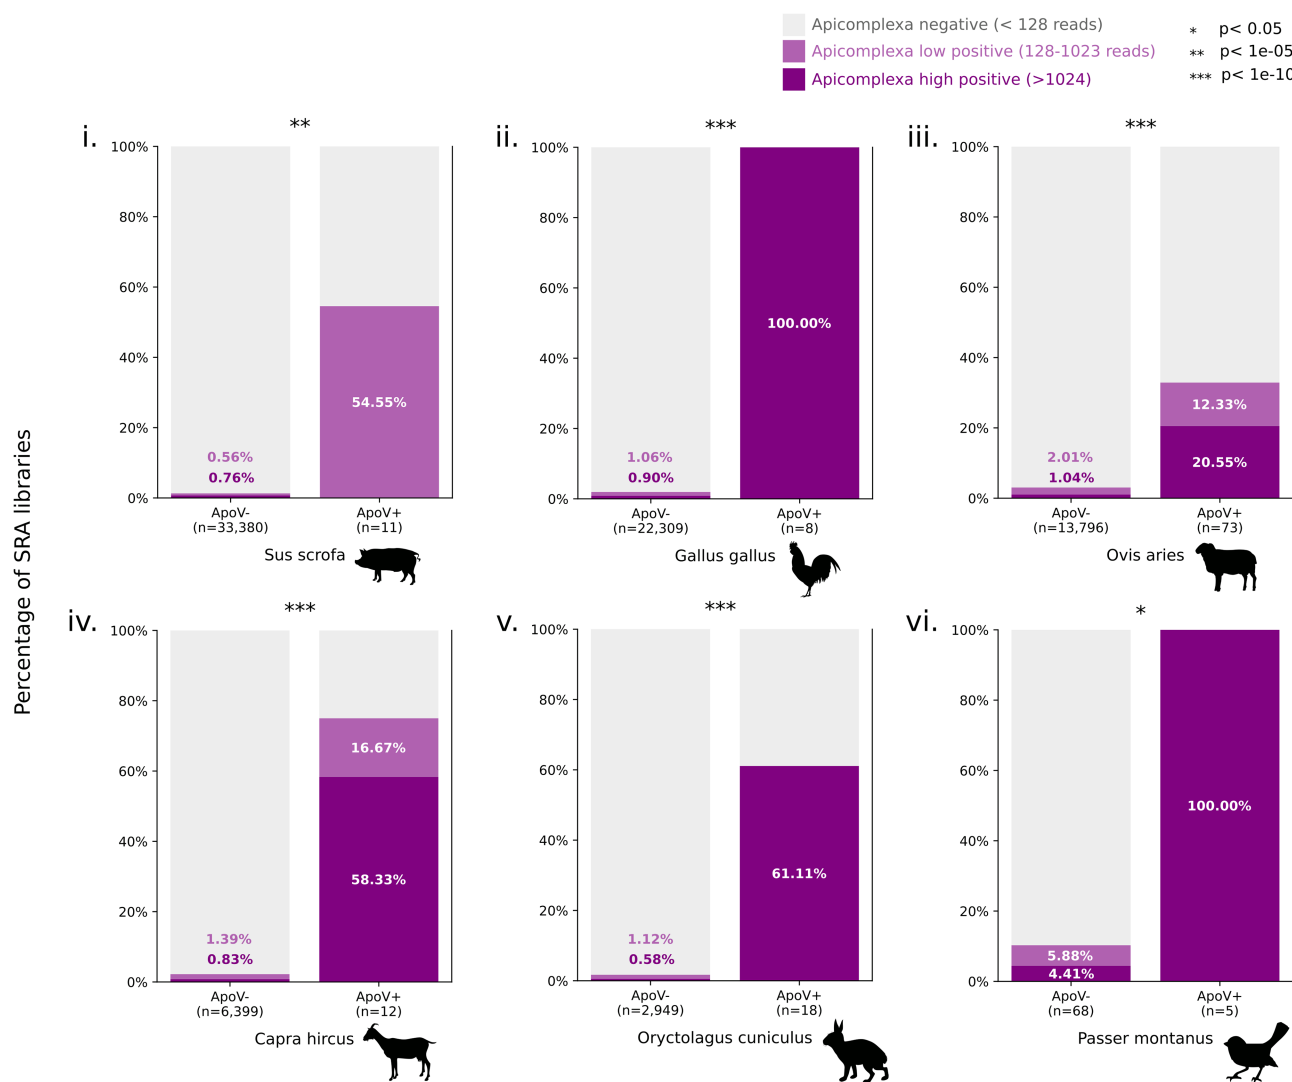 Apicomplexa negative (< 128 reads)
Apicomplexa low positive (128-1023 reads)
Apicomplexa high positive (>1024)
* p< 0.05
** p< 1e-05
*** p< 1e-10
Percentage of SRA libraries
i.
**
100%
80%
60%
40%
20%
0%
0.56%
0.76%
54.55%
ApoV-
(n=33,380)
ApoV+
(n=11)
Sus scrofa
ii.
***
100%
80%
60%
40%
20%
0%
1.06%
0.90%
100.00%
ApoV-
(n=22,309)
ApoV+
(n=8)
Gallus gallus
iii.
***
100%
80%
60%
40%
20%
0%
2.01%
1.04%
12.33%
20.55%
ApoV-
(n=13,796)
ApoV+
(n=73)
Ovis aries
iv.
***
100%
80%
60%
40%
20%
0%
1.39%
0.83%
16.67%
58.33%
ApoV-
(n=6,399)
ApoV+
(n=12)
Capra hircus
v.
***
100%
80%
60%
40%
20%
0%
1.12%
0.58%
61.11%
ApoV-
(n=2,949)
ApoV+
(n=18)
Oryctolagus cuniculus
vi.
*
100%
80%
60%
40%
20%
0%
5.88%
4.41%
100.00%
ApoV-
(n=68)
ApoV+
(n=5)
Passer montanus